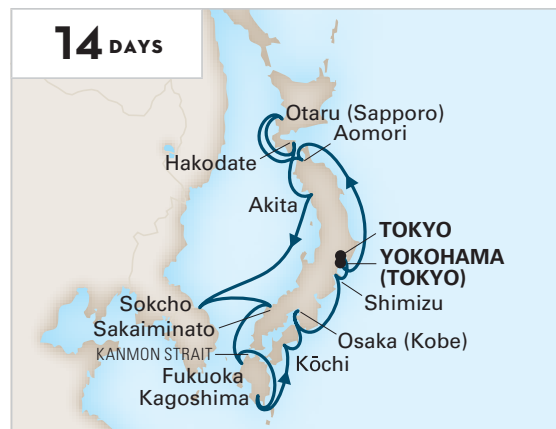 14 DAYS
Otaru (Sapporo)
Aomori
Hakodate
Akita
TOKYO
YOKOHAMA
(TOKYO)
Shimizu
Sokcho
Sakaiminato
Osaka (Kobe)
KANMON STRAIT
Kōchi
Fukuoka
Kagoshima